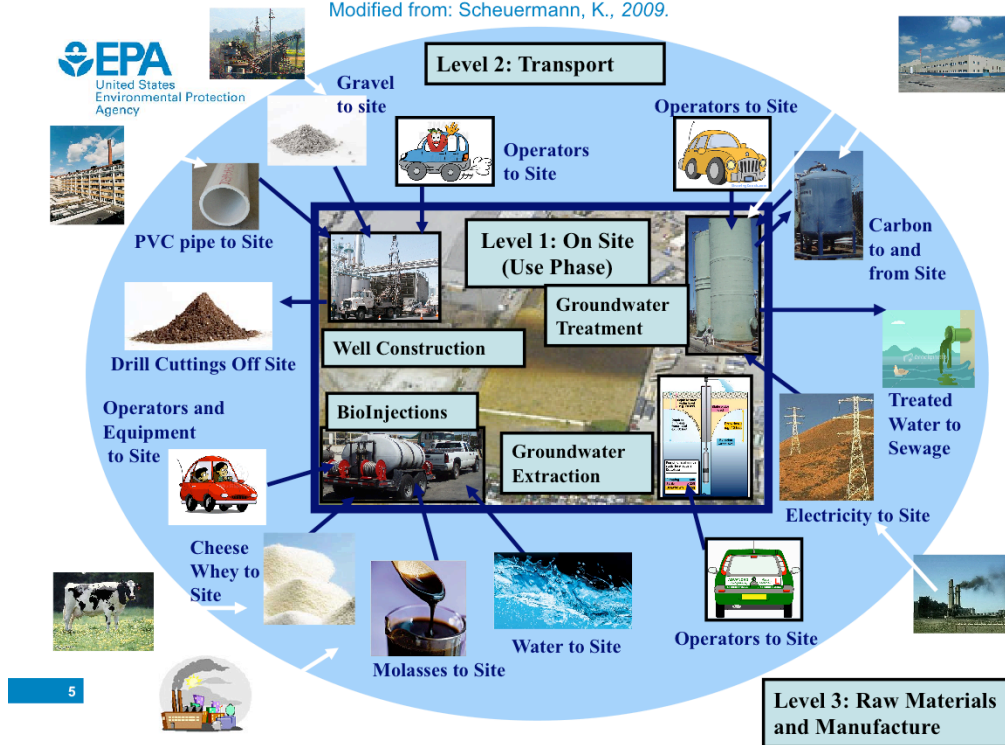 Modified from: Scheuermann, K., 2009.
EPA
United States
Environmental Protection
Agency
Level 2: Transport
Gravel
to site
Operators
to Site
Operators to Site
PVC pipe to Site
Level 1: On Site
(Use Phase)
Carbon
to and
from Site
Groundwater
Treatment
Well Construction
Drill Cuttings Off Site
Operators and
Equipment
to Site
BioInjections
Groundwater
Extraction
Treated
Water to
Sewage
Electricity to Site
Cheese
Whey to
Site
Molasses to Site
Water to Site
Operators to Site
5
Level 3: Raw Materials
and Manufacture